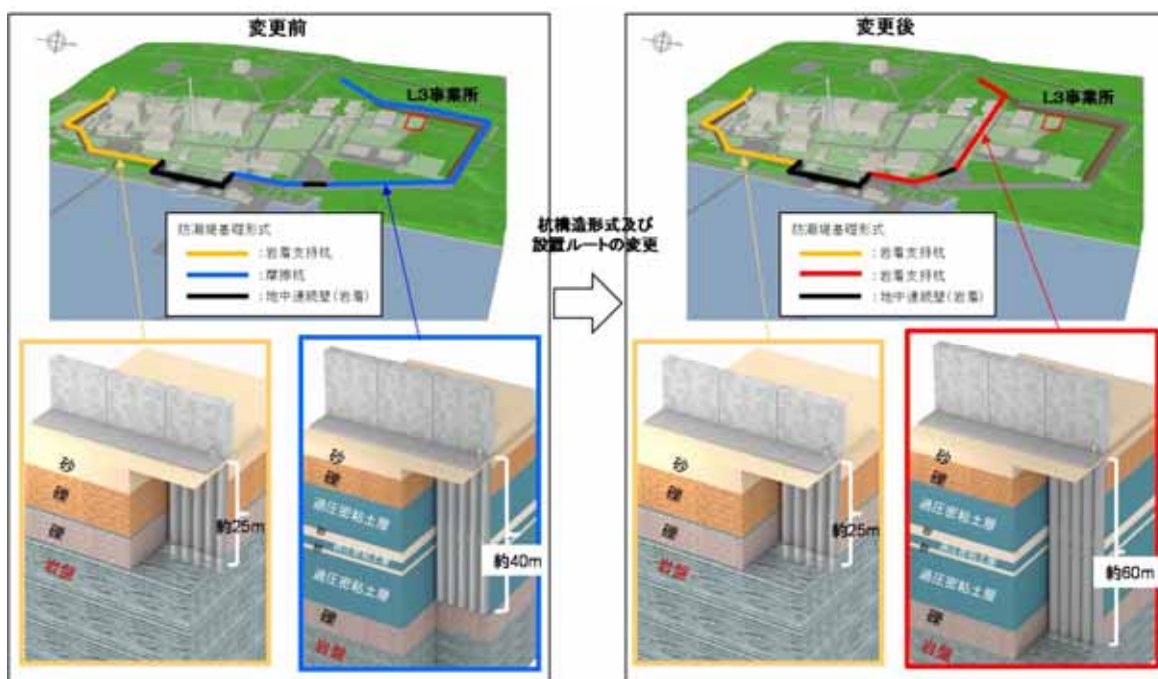 変更前
L3事業所
防潮堤基礎形式
:岩着支持杭
:摩擦杭
:地中連続壁(岩着)
砂
礫
礫
岩盤
約25m
砂
礫
過圧密粘土層
過圧密粘土層
礫
岩盤
約40m
杭構造形式及び
設置ルートの変更
変更後
L3事業所
防潮堤基礎形式
:岩着支持杭
:岩着支持杭
:地中連続壁(岩着)
砂
礫
礫
岩盤
約25m
砂
礫
過圧密粘土層
過圧密粘土層
礫
岩盤
約60m